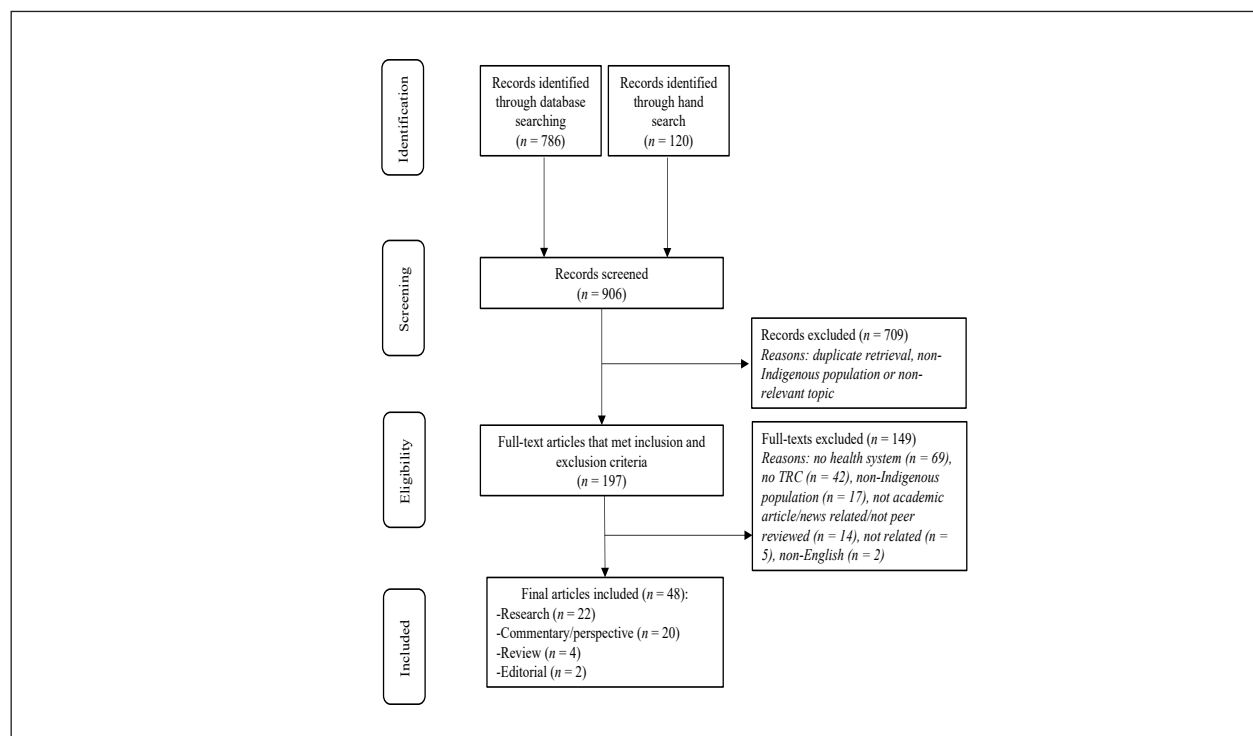 Identification
Records identified
through database
searching
(n = 786)
Records identified
through hand
search
(n = 120)
Screening
Records screened
(n = 906)
Records excluded (n = 709)
Reasons: duplicate retrieval, non-
Indigenous population or non-
relevant topic
Eligibility
Full-text articles that met inclusion and
exclusion criteria
(n = 197)
Full-texts excluded (n = 149)
Reasons: no health system (n = 69),
no TRC (n = 42), non-Indigenous
population (n = 17), not academic
article/news related/not peer
reviewed (n = 14), not related (n =
5), non-English (n = 2)
Included
Final articles included (n = 48):
-Research (n = 22)
-Commentary/perspective (n = 20)
-Review (n = 4)
-Editorial (n = 2)